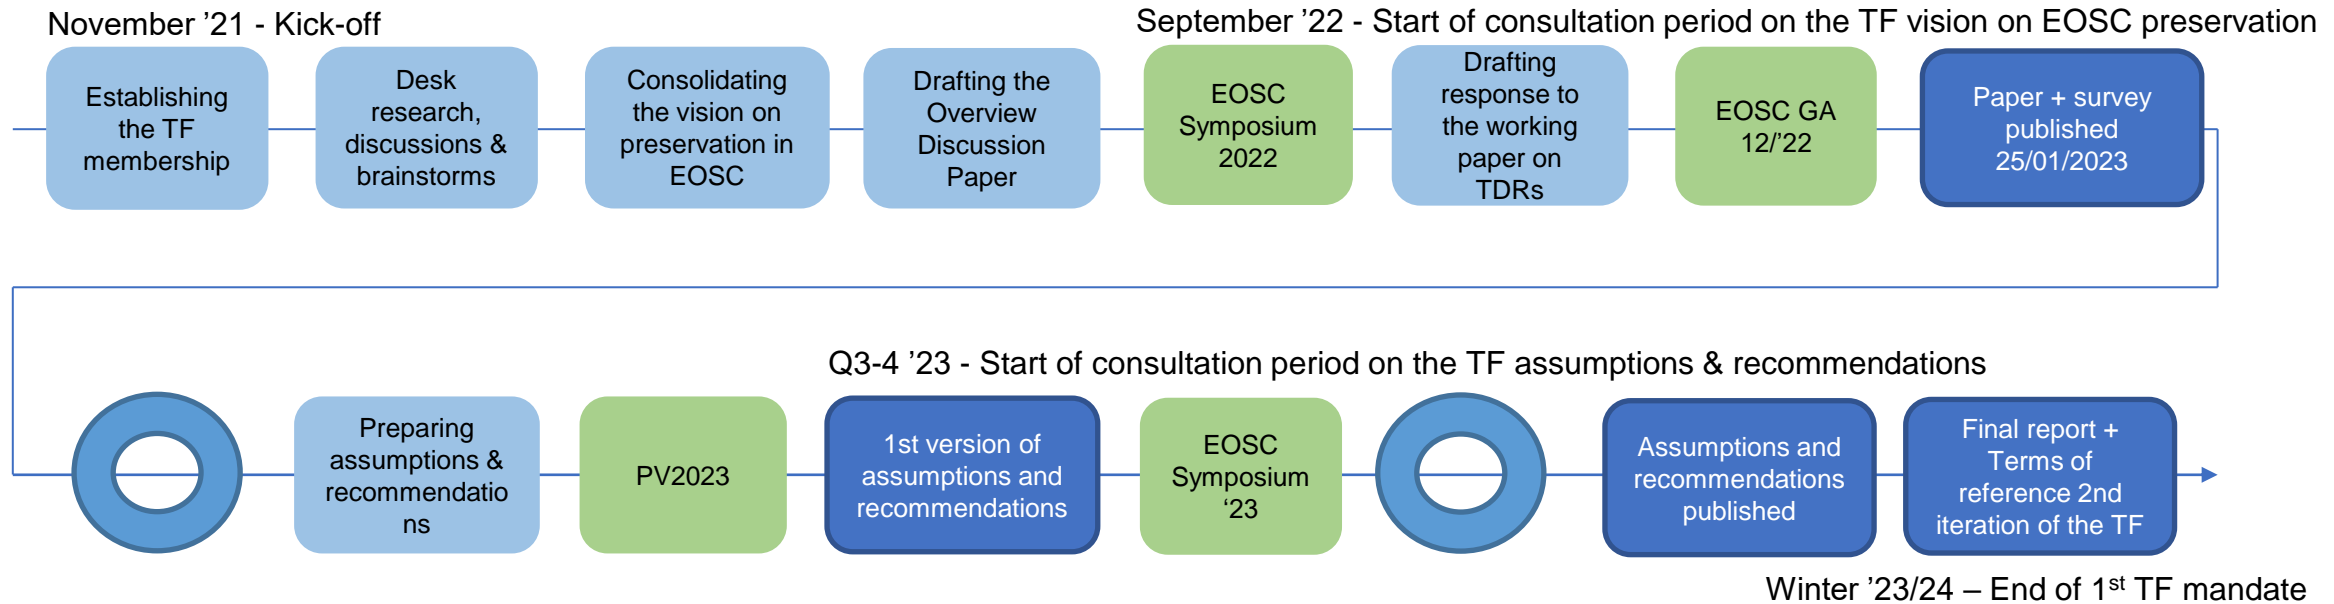 November ’21 - Kick-off
September ’22 - Start of consultation period on the TF vision on EOSC preservation
Establishing
the TF
membership
Desk
research,
discussions &
brainstorms
Consolidating
the vision on
preservation in
EOSC
Drafting the
Overview
Discussion
Paper
EOSC
Symposium
2022
Drafting
response to
the working
paper on
TDRs
EOSC GA
12/’22
Paper + survey
published
25/01/2023
Q3-4 ’23 - Start of consultation period on the TF assumptions & recommendations
Preparing
assumptions &
recommendatio
ns
PV2023
1st version of
assumptions and
recommendations
EOSC
Symposium
‘23
Assumptions and
recommendations
published
Final report +
Terms of
reference 2nd
iteration of the TF
Winter ’23/24 – End of 1st TF mandate